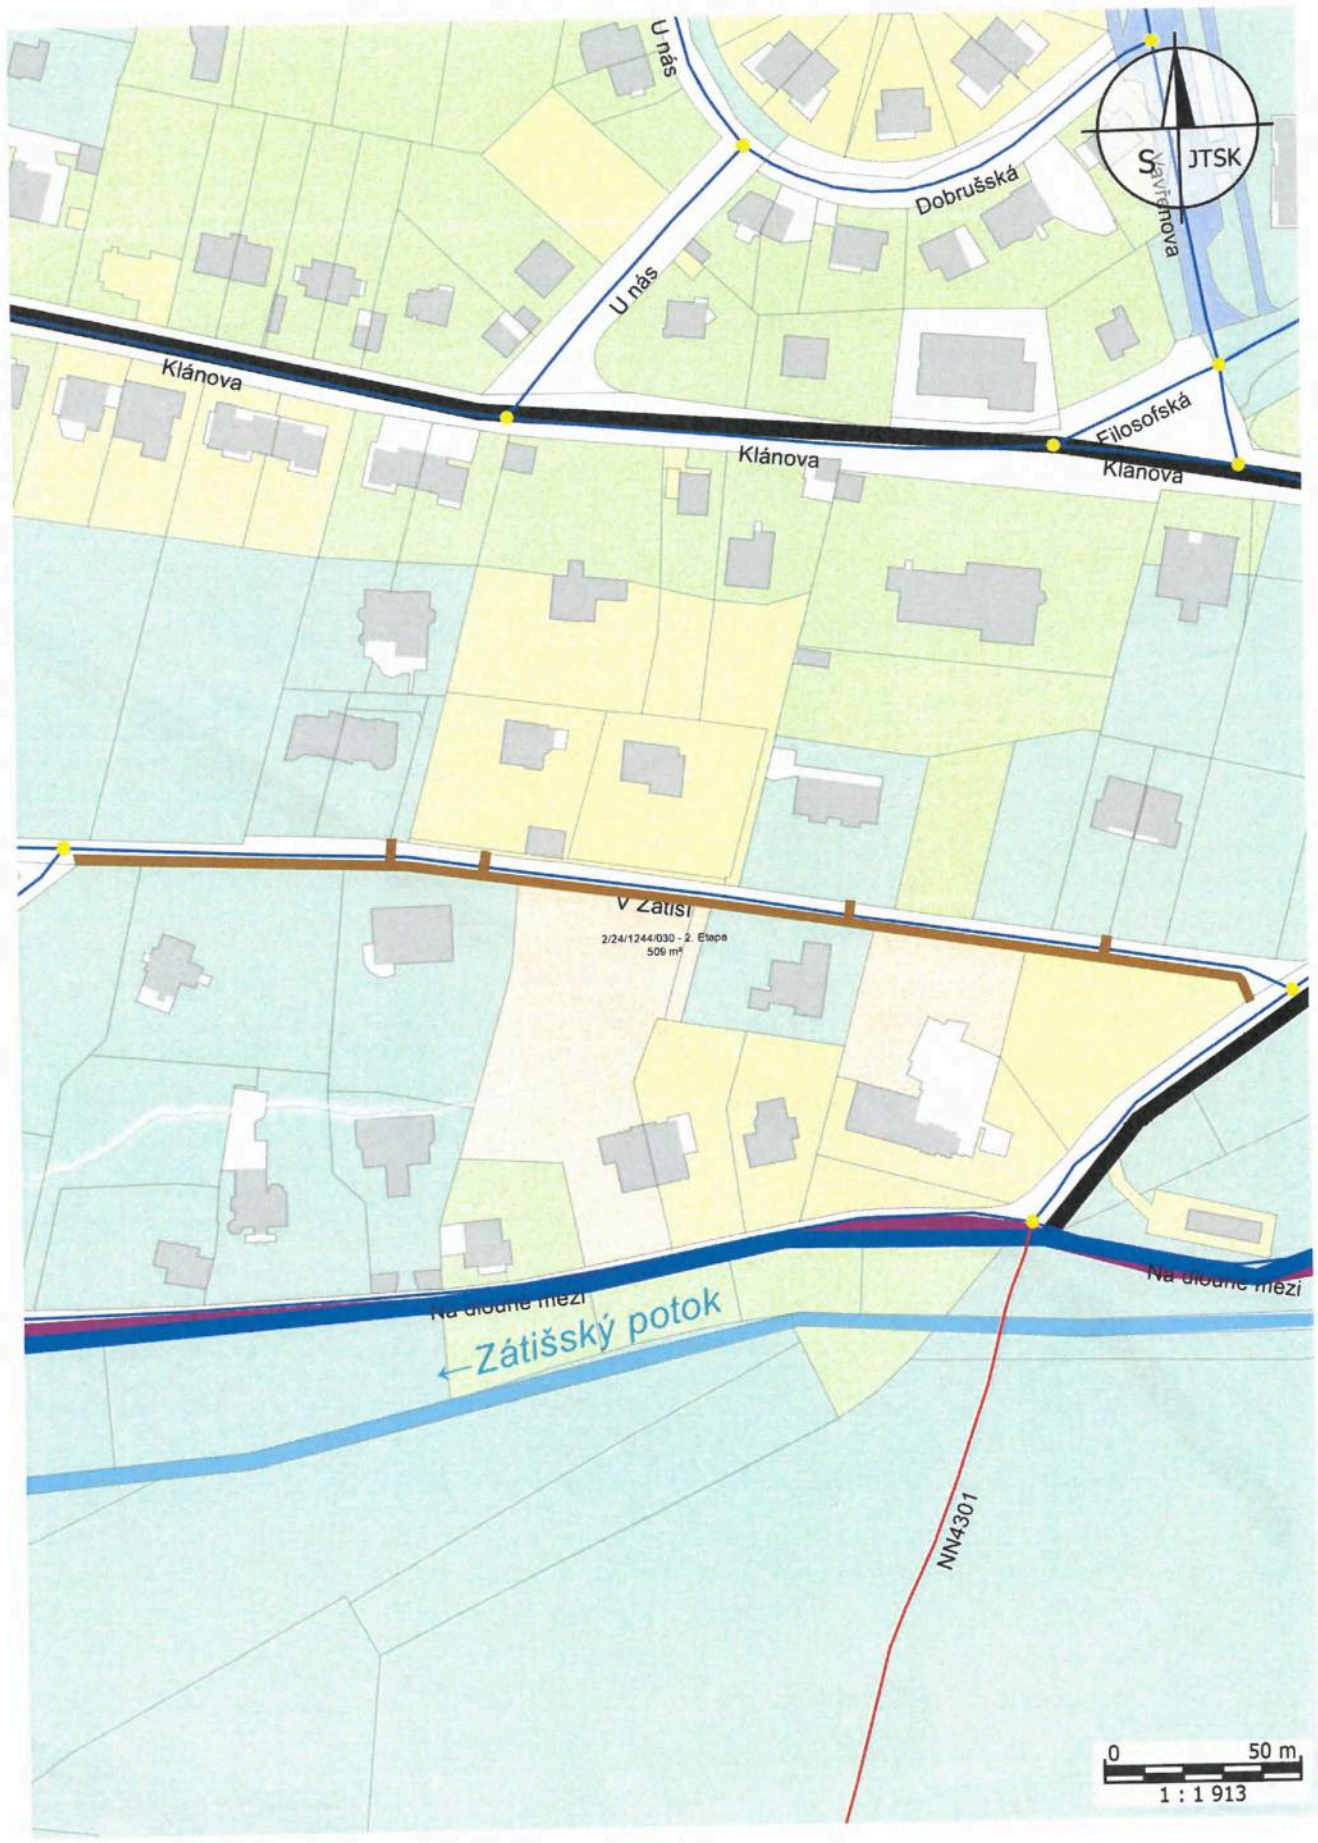 U nás
Dobrušská
S JTSK
Vavřenova
U nás
Klánova
Filosofská
Klánova
Klánova
V Zátiší
2/24/1244/030 - 2. Etapa
509 m²
Na dlouhé mezi
Na dlouhé mezi
←Zátišský potok
NN4301
0 50 m
1 : 1 913